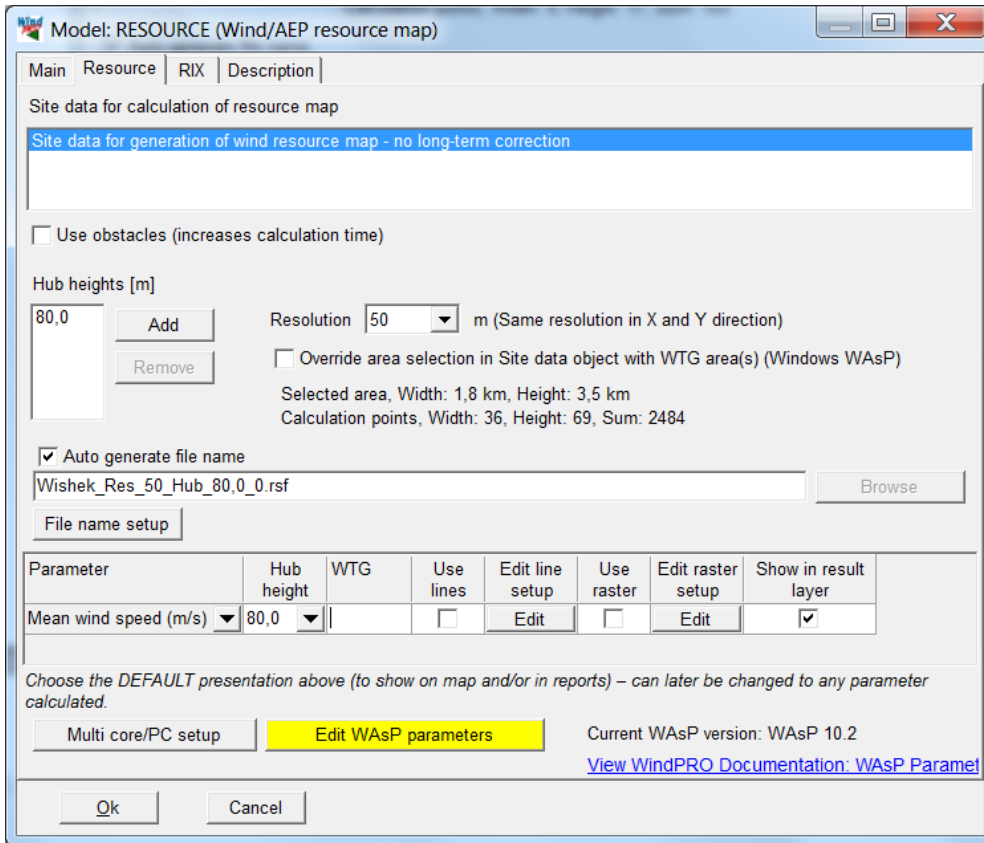 Model: RESOURCE (Wind/AEP resource map)
Main Resource RIX Description
Site data for calculation of resource map
Site data for generation of wind resource map - no long-term correction
Use obstacles (increases calculation time)
Hub heights [m]
80,0
Add
Remove
Resolution 50 m (Same resolution in X and Y direction)
Override area selection in Site data object with WTG area(s) (Windows WAsP)
Selected area, Width: 1,8 km, Height: 3,5 km
Calculation points, Width: 36, Height: 69, Sum: 2484
Auto generate file name
Wishek_Res_50_Hub_80,0_0.rsf
Browse
File name setup
Parameter Hub height WTG Use lines Edit line setup Use raster Edit raster setup Show in result layer
Mean wind speed (m/s) 80,0 Edit Edit
Choose the DEFAULT presentation above (to show on map and/or in reports) – can later be changed to any parameter
calculated.
Multi core/PC setup Edit WAsP parameters Current WAsP version: WAsP 10.2
View WindPRO Documentation: WAsP Paramet
Ok Cancel